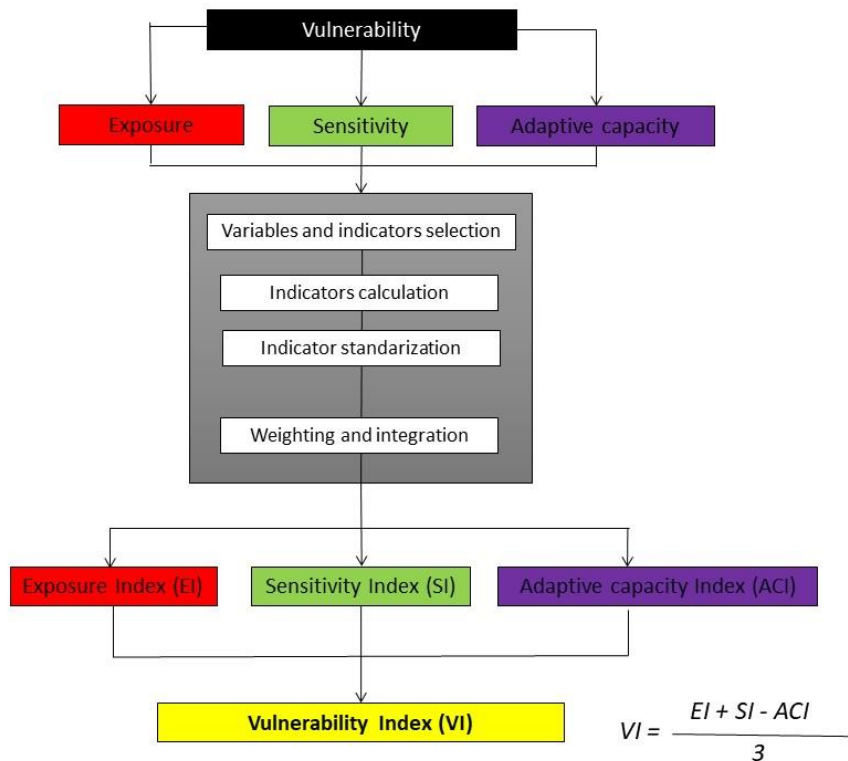 Vulnerability
Exposure
Sensitivity
Adaptive capacity
Variables and indicators selection
Indicators calculation
Indicator standarization
Weighting and integration
Exposure Index (EI)
Sensitivity Index (SI)
Adaptive capacity Index (ACI)
Vulnerability Index (VI)
EI + SI - ACI
VI =
3